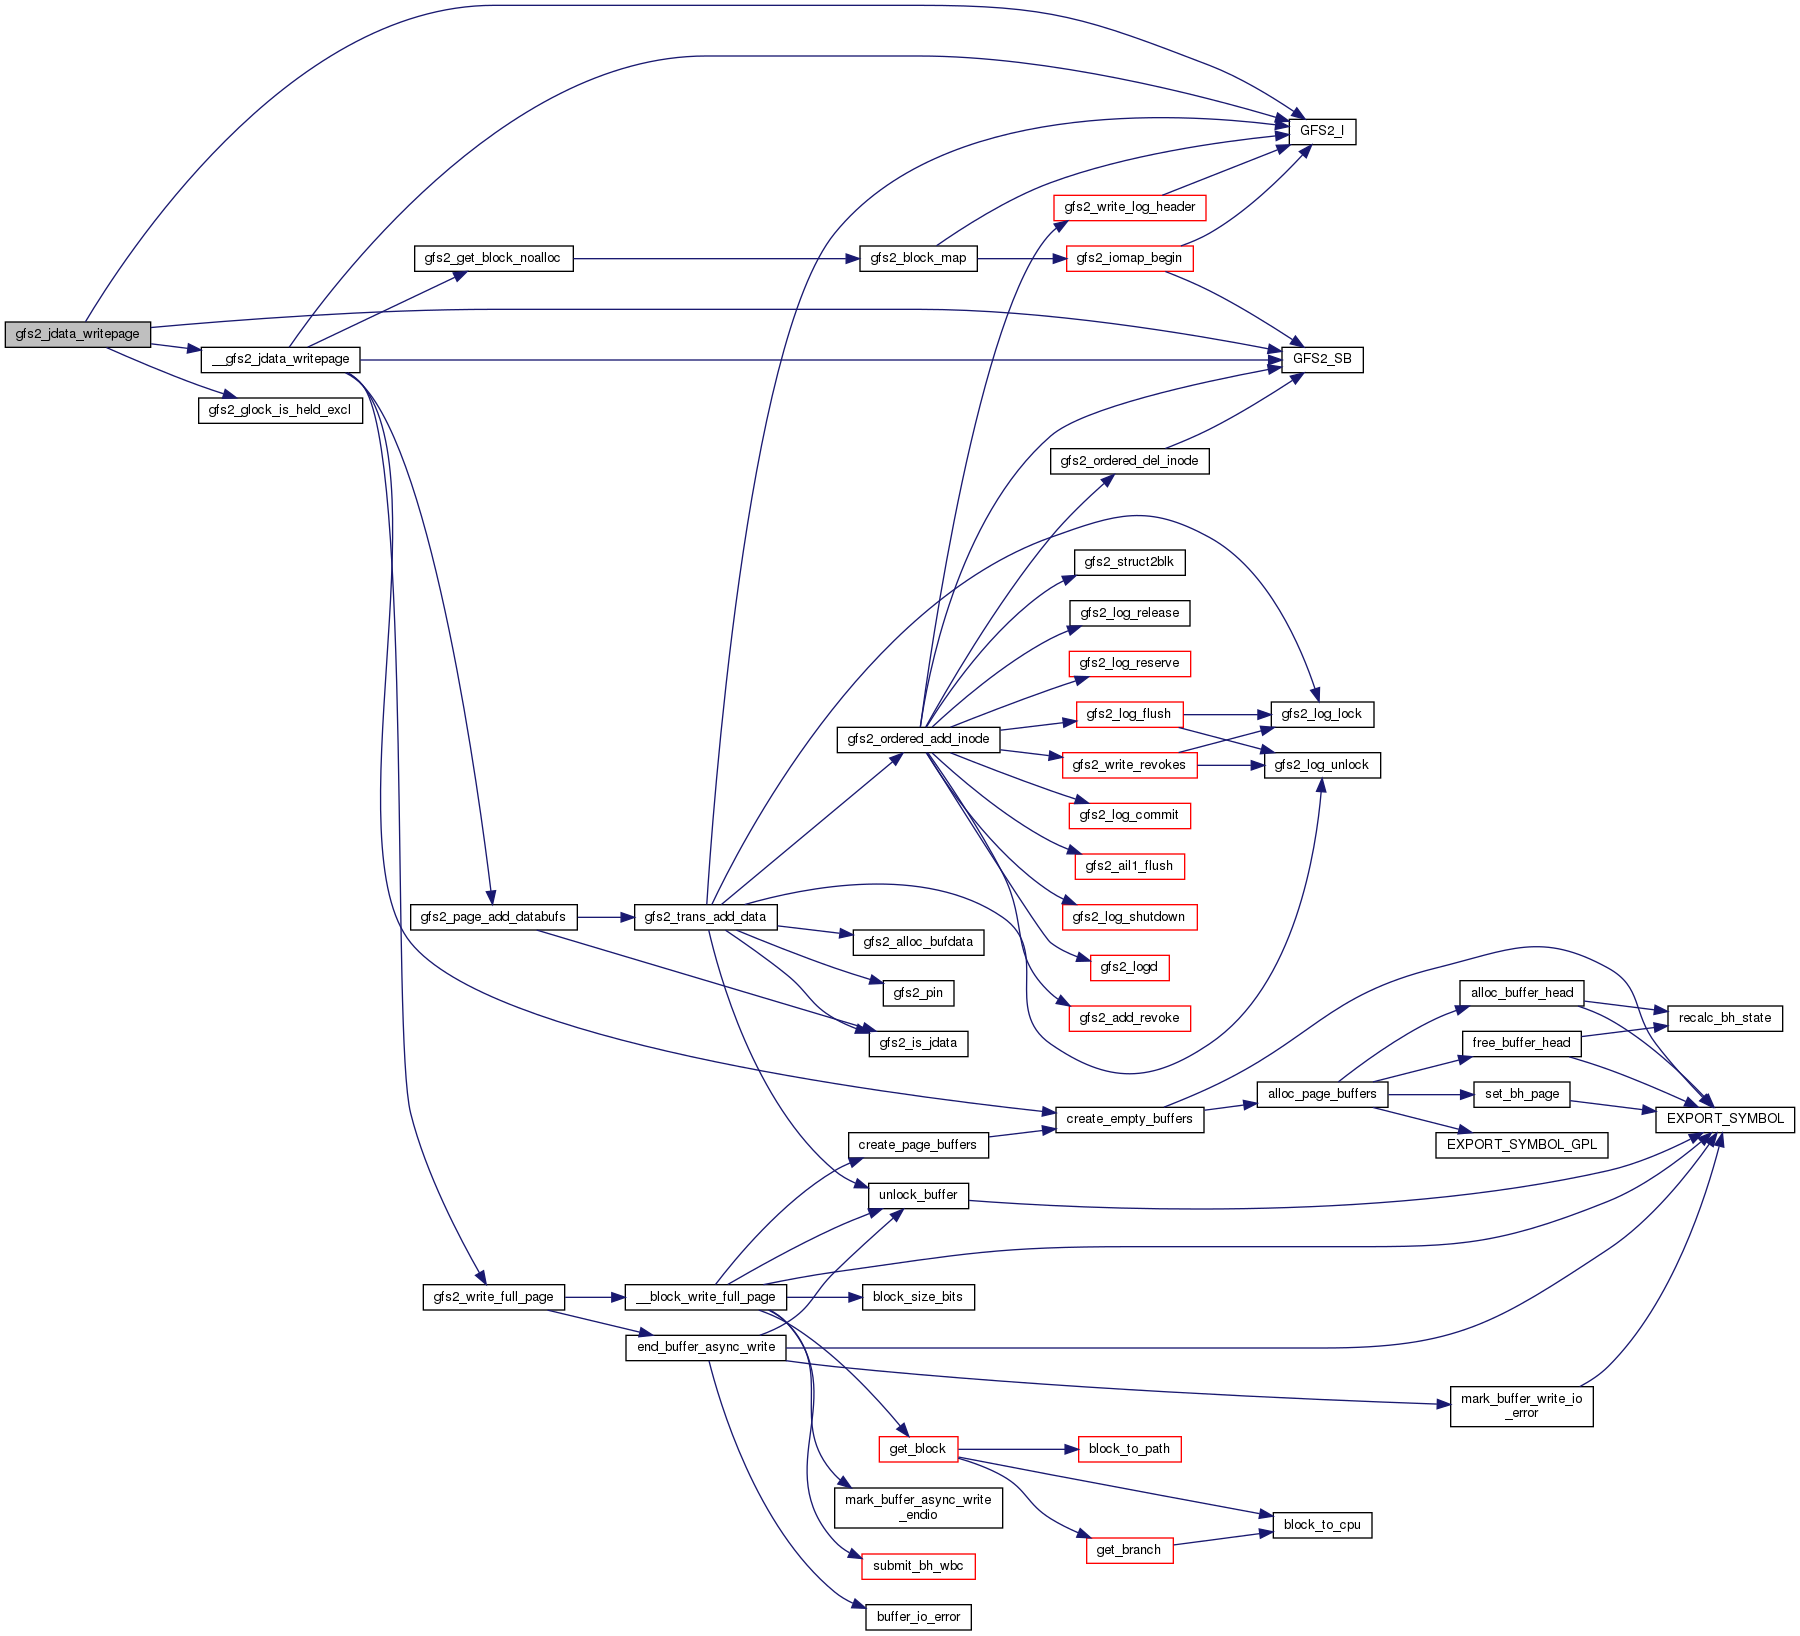 GFS2_I
gfs2_write_log_header
gfs2_get_block_noalloc
gfs2_block_map
gfs2_iomap_begin
gfs2_jdata_writepage
__gfs2_jdata_writepage
GFS2_SB
gfs2_glock_is_held_excl
gfs2_ordered_del_inode
gfs2_struct2blk
gfs2_log_release
gfs2_log_reserve
gfs2_log_flush
gfs2_log_lock
gfs2_ordered_add_inode
gfs2_write_revokes
gfs2_log_unlock
gfs2_log_commit
gfs2_ail1_flush
gfs2_page_add_databufs
gfs2_trans_add_data
gfs2_log_shutdown
gfs2_alloc_bufdata
gfs2_logd
gfs2_pin
alloc_buffer_head
gfs2_add_revoke
recalc_bh_state
gfs2_is_jdata
free_buffer_head
alloc_page_buffers
set_bh_page
create_empty_buffers
EXPORT_SYMBOL
create_page_buffers
EXPORT_SYMBOL_GPL
unlock_buffer
gfs2_write_full_page
__block_write_full_page
block_size_bits
end_buffer_async_write
mark_buffer_write_io
_error
get_block
block_to_path
mark_buffer_async_write
_endio
block_to_cpu
get_branch
submit_bh_wbc
buffer_io_error